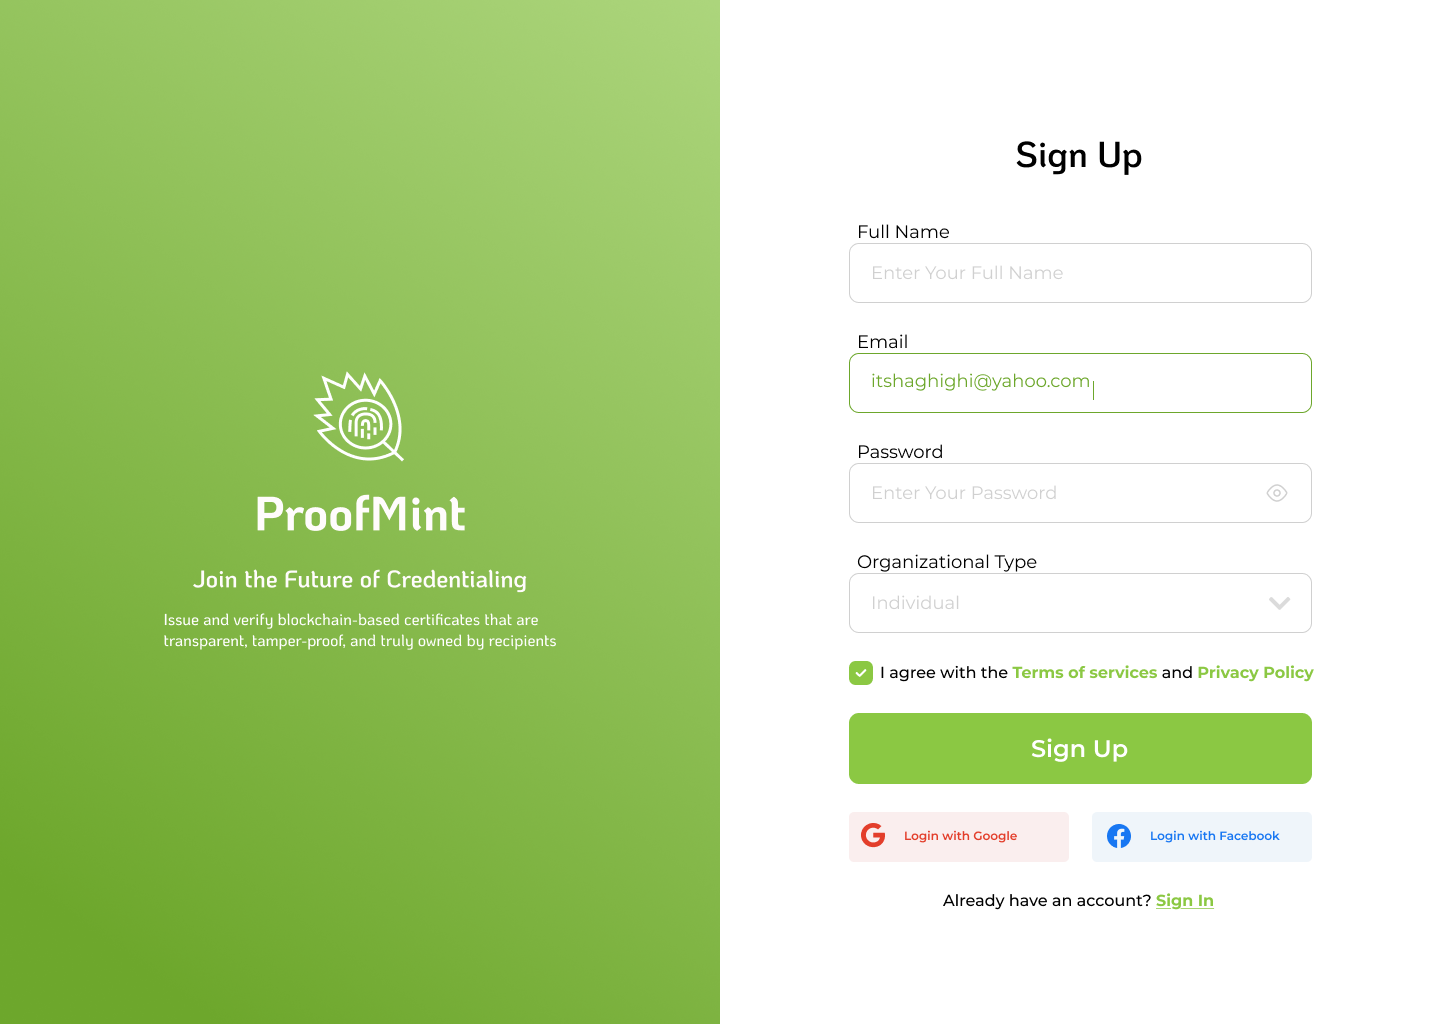 ProofMint
Join the Future of Credentialing
Issue and verify blockchain-based certificates that are
transparent, tamper-proof, and truly owned by recipients
Sign Up
Full Name
Enter Your Full Name
Email
itshaghighi@yahoo.com
Password
Enter Your Password
Organizational Type
Individual
I agree with the Terms of services and Privacy Policy
Sign Up
Login with Google
Login with Facebook
Already have an account? Sign In